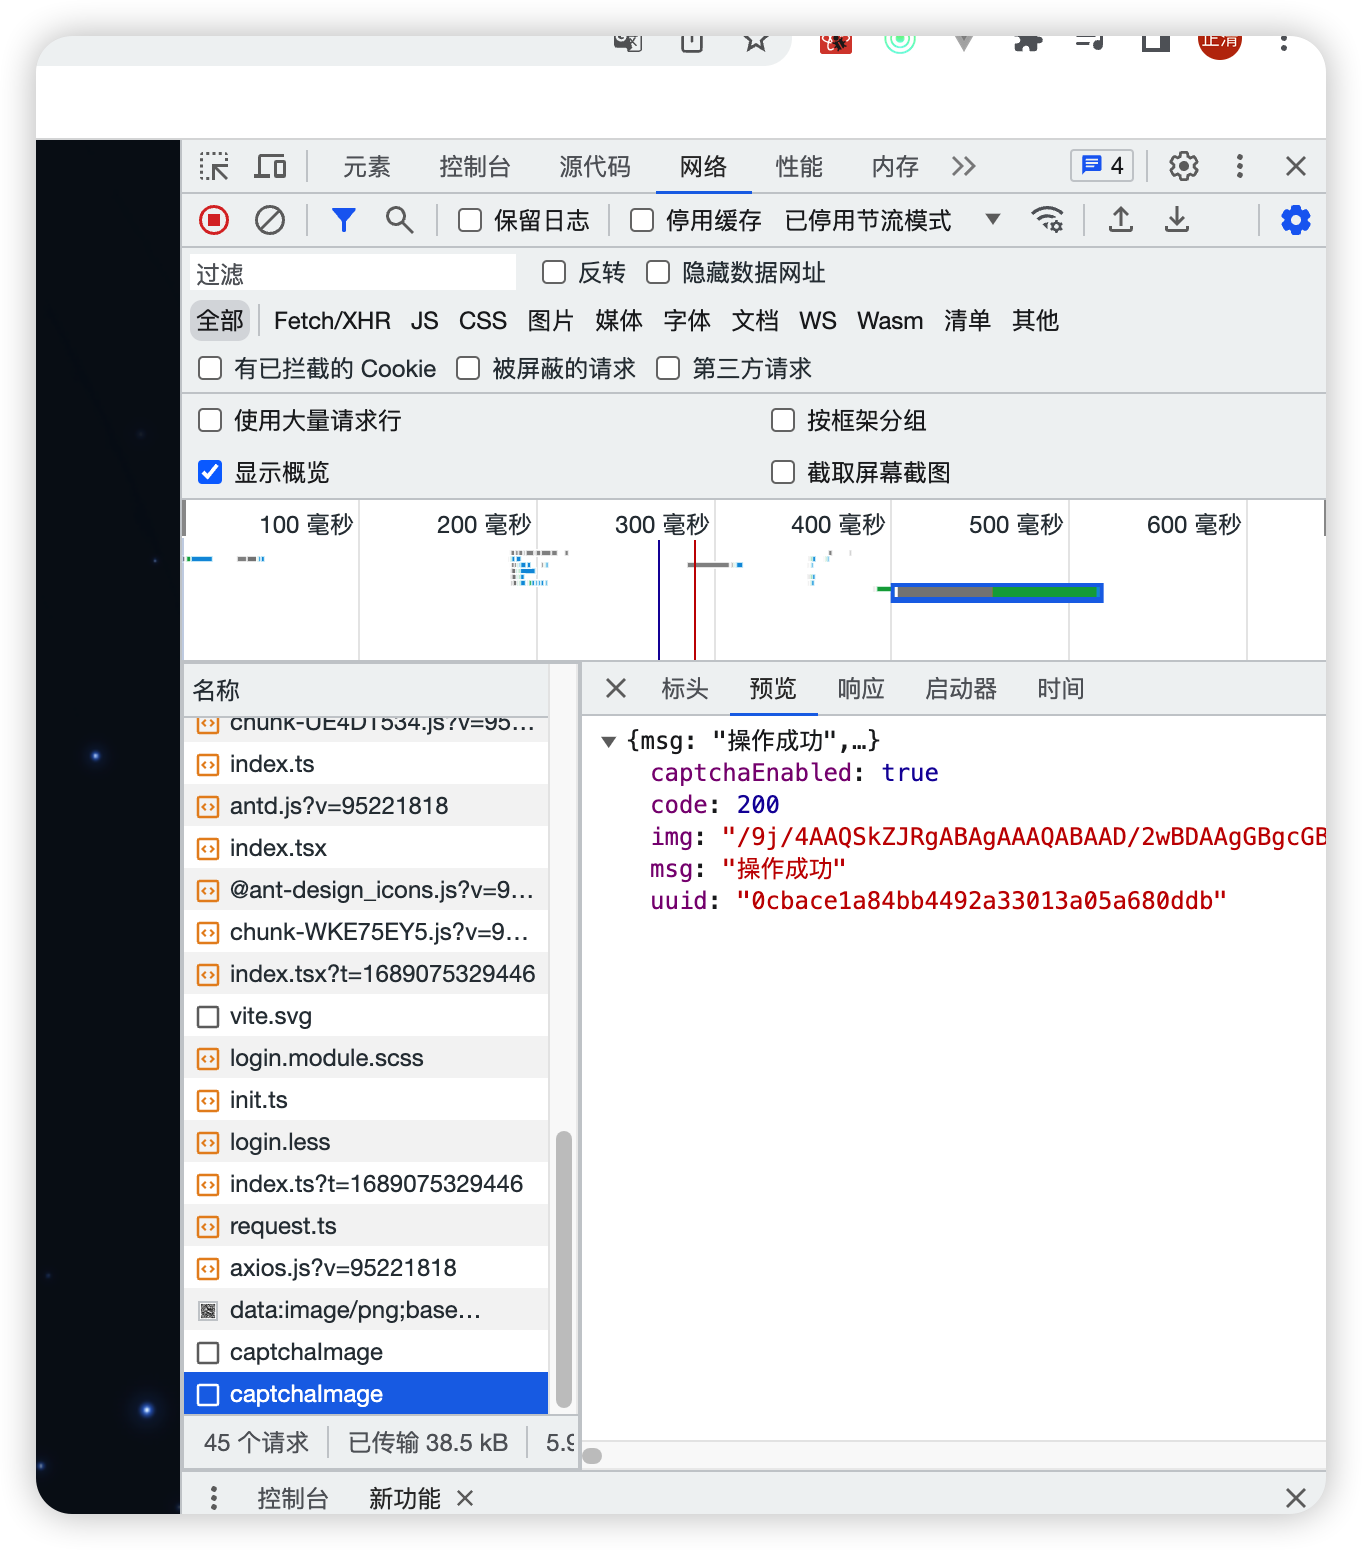 正清
元素 控制台 源代码 网络 性能 内存 4
保留日志 停用缓存 已停用节流模式
过滤 反转 隐藏数据网址
全部 Fetch/XHR JS CSS 图片 媒体 字体 文档 WS Wasm 清单 其他
有已拦截的 Cookie 被屏蔽的请求 第三方请求
使用大量请求行 按框架分组
显示概览 截取屏幕截图
100 毫秒 200 毫秒 300 毫秒 400 毫秒 500 毫秒 600 毫秒
名称
chunk-UE4DT534.js?v=95…
index.ts
antd.js?v=95221818
index.tsx
@ant-design_icons.js?v=9…
chunk-WKE75EY5.js?v=9…
index.tsx?t=1689075329446
vite.svg
login.module.scss
init.ts
login.less
index.ts?t=1689075329446
request.ts
axios.js?v=95221818
data:image/png;base…
captchaImage
captchaImage
45 个请求 已传输 38.5 kB 5.9
标头 预览 响应 启动器 时间
{msg: "操作成功",…}
captchaEnabled: true
code: 200
img: "/9j/4AAQSkZJRgABAgAAAQABAAD/2wBDAAgGBgcGB
msg: "操作成功"
uuid: "0cbace1a84bb4492a33013a05a680ddb"
控制台 新功能